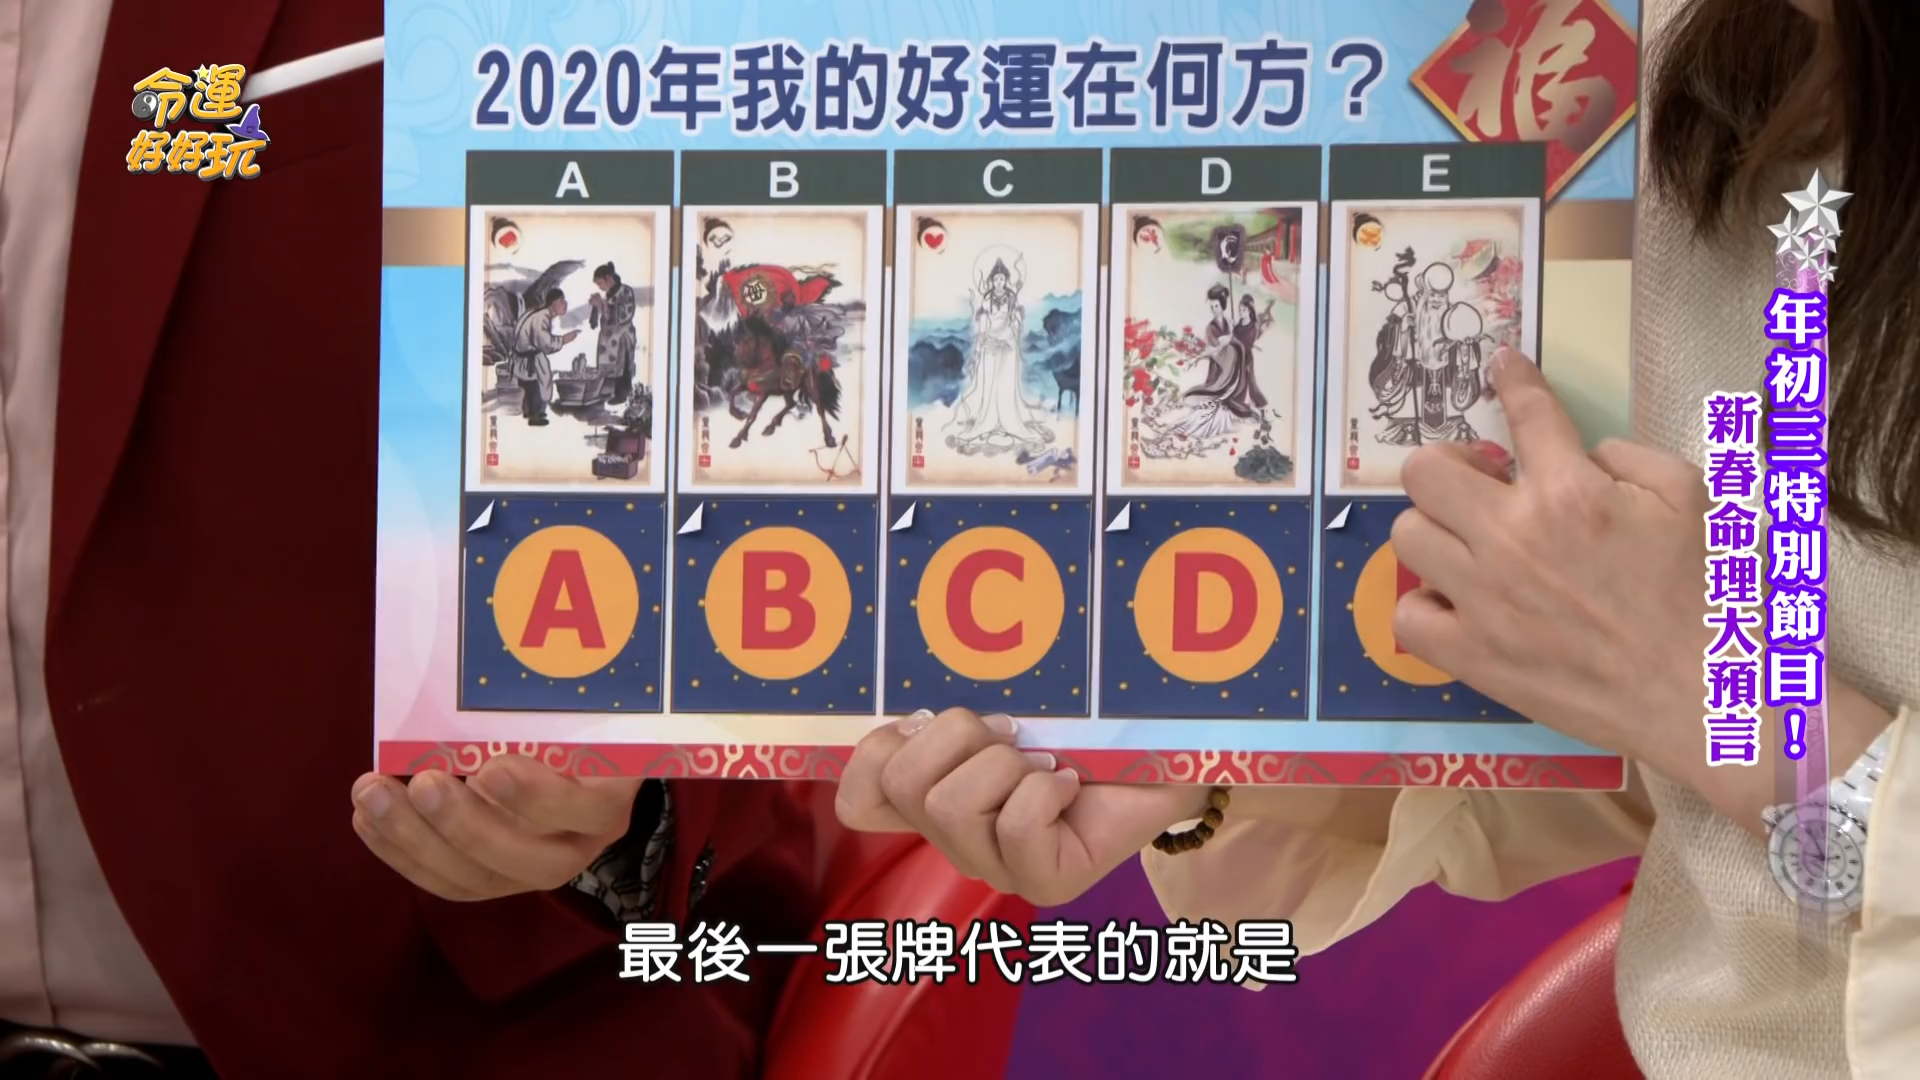 命運
好好玩
2020年我的好運在何方？
福
A
B
C
D
E
A
B
C
D
年初三特別節目！
新春命理大預言
最後一張牌代表的就是